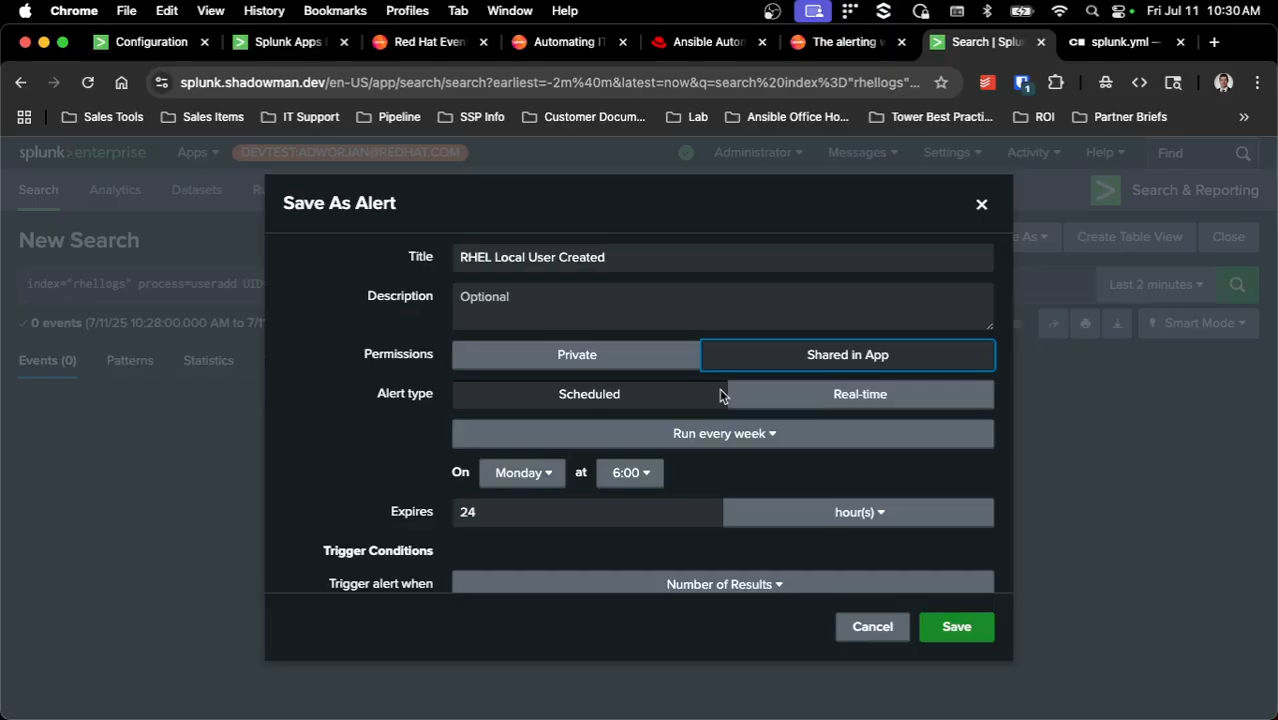 Chrome File Edit View History Bookmarks Profiles Tab Window Help Fri Jul 11 10:30 AM
Configuration Splunk Apps Red Hat Even Automating IT Ansible Auto The alerting w Search | Splun splunk.yml —
splunk.shadowman.dev/en-US/app/search/search?earliest=-2m%40m&latest=now&q=search%20index%3D"rhellogs"... 1
Sales Tools Sales Items IT Support Pipeline SSP Info Customer Docum... Lab Ansible Office Ho... Tower Best Practi... ROI Partner Briefs »
splunk>enterprise Apps DEVTEST:ADWORJAN@REDHAT.COM Administrator Messages Settings Activity Help Find
Search Analytics Datasets Search & Reporting
New Search As Create Table View Close
index="rhellogs" process=useradd UID Last 2 minutes
0 events (7/11/25 10:28:00.000 AM to 7/1 Smart Mode
Events (0) Patterns Statistics
Save As Alert
Title RHEL Local User Created
Description Optional
Permissions Private Shared in App
Alert type Scheduled Real-time
Run every week
On Monday at 6:00
Expires 24 hour(s)
Trigger Conditions
Trigger alert when Number of Results
Cancel Save